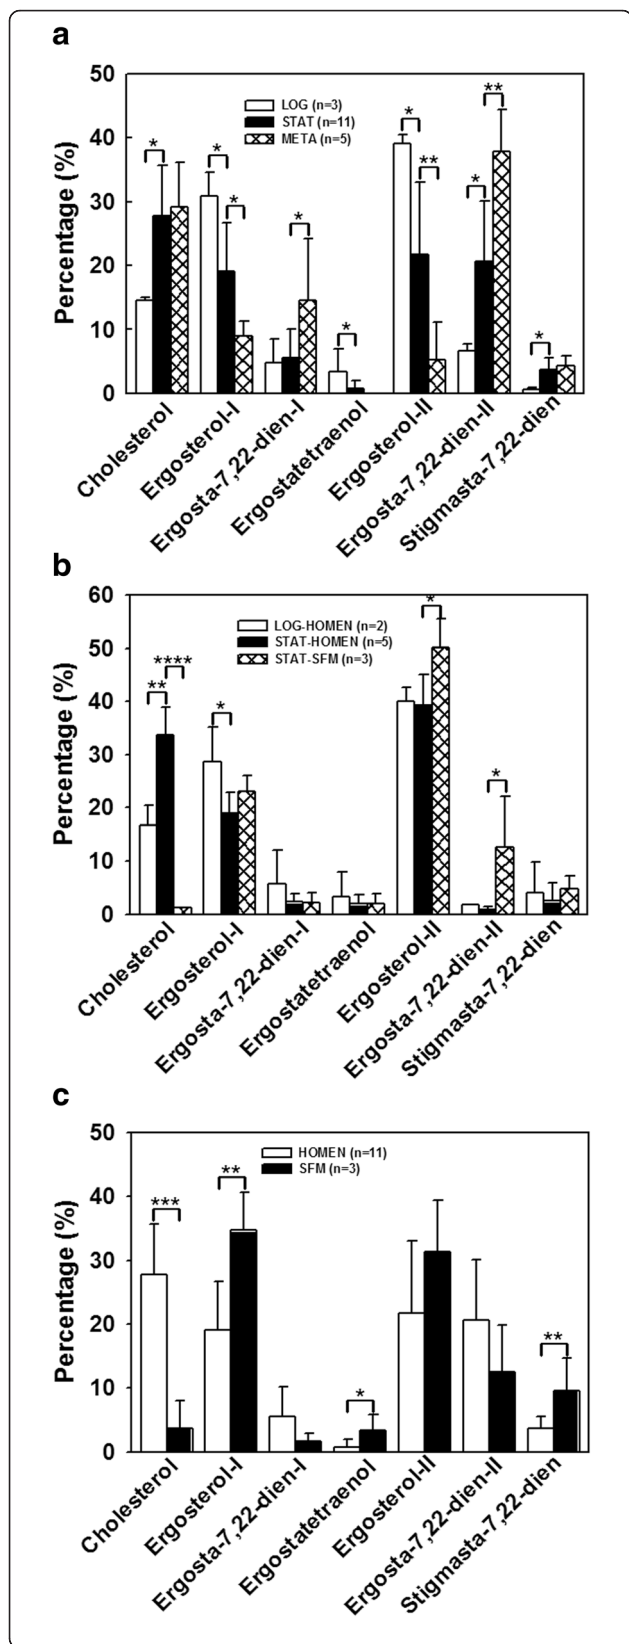 a
50
40
30
20
10
0
Percentage (%)
LOG (n=3)
STAT (n=11)
META (n=5)
*
*
*
*
*
*
**
*
**
*
Cholesterol
Ergosterol-I
Ergosta-7,22-dien-I
Ergostatetraenol
Ergosterol-II
Ergosta-7,22-dien-II
Stigmasta-7,22-dien
b
60
50
40
30
20
10
0
Percentage (%)
LOG-HOMEN (n=2)
STAT-HOMEN (n=5)
STAT-SFM (n=3)
****
**
*
*
*
Cholesterol
Ergosterol-I
Ergosta-7,22-dien-I
Ergostatetraenol
Ergosterol-II
Ergosta-7,22-dien-II
Stigmasta-7,22-dien
c
50
40
30
20
10
0
Percentage (%)
HOMEN (n=11)
SFM (n=3)
***
**
*
**
Cholesterol
Ergosterol-I
Ergosta-7,22-dien-I
Ergostatetraenol
Ergosterol-II
Ergosta-7,22-dien-II
Stigmasta-7,22-dien